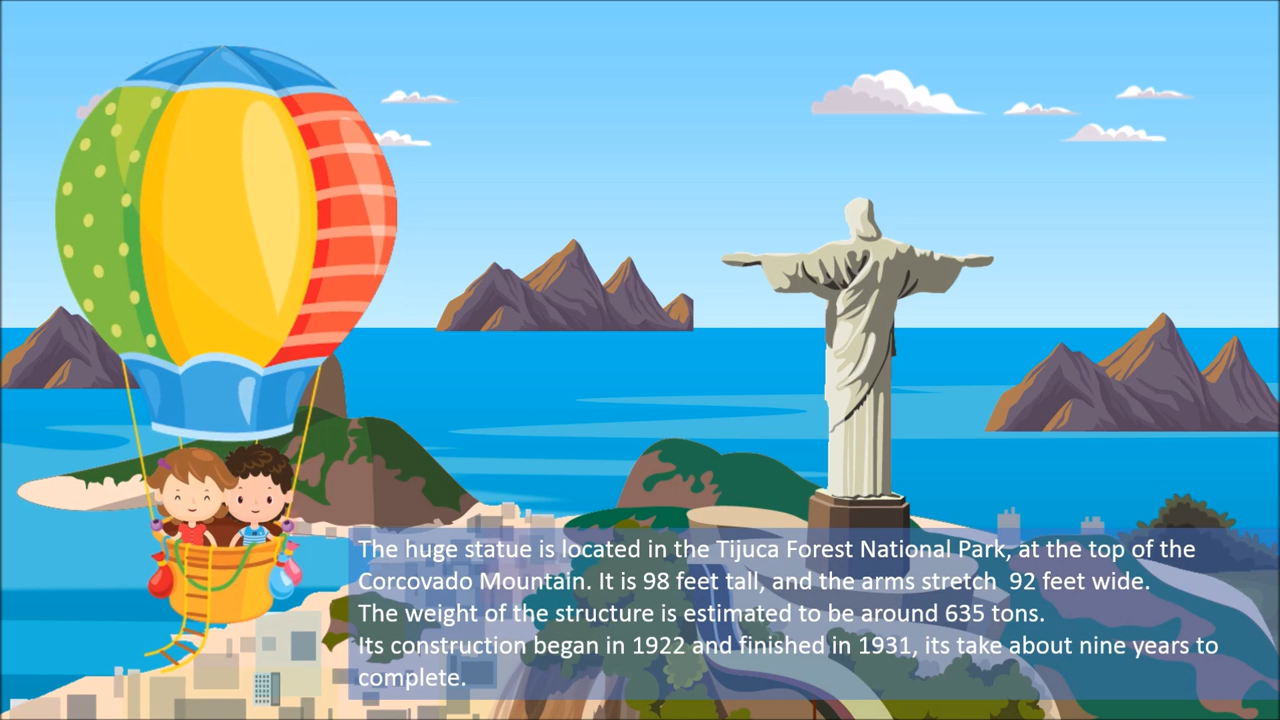 The huge statue is located in the Tijuca Forest National Park, at the top of the
Corcovado Mountain. It is 98 feet tall, and the arms stretch  92 feet wide.
The weight of the structure is estimated to be around 635 tons.
Its construction began in 1922 and finished in 1931, its take about nine years to
complete.